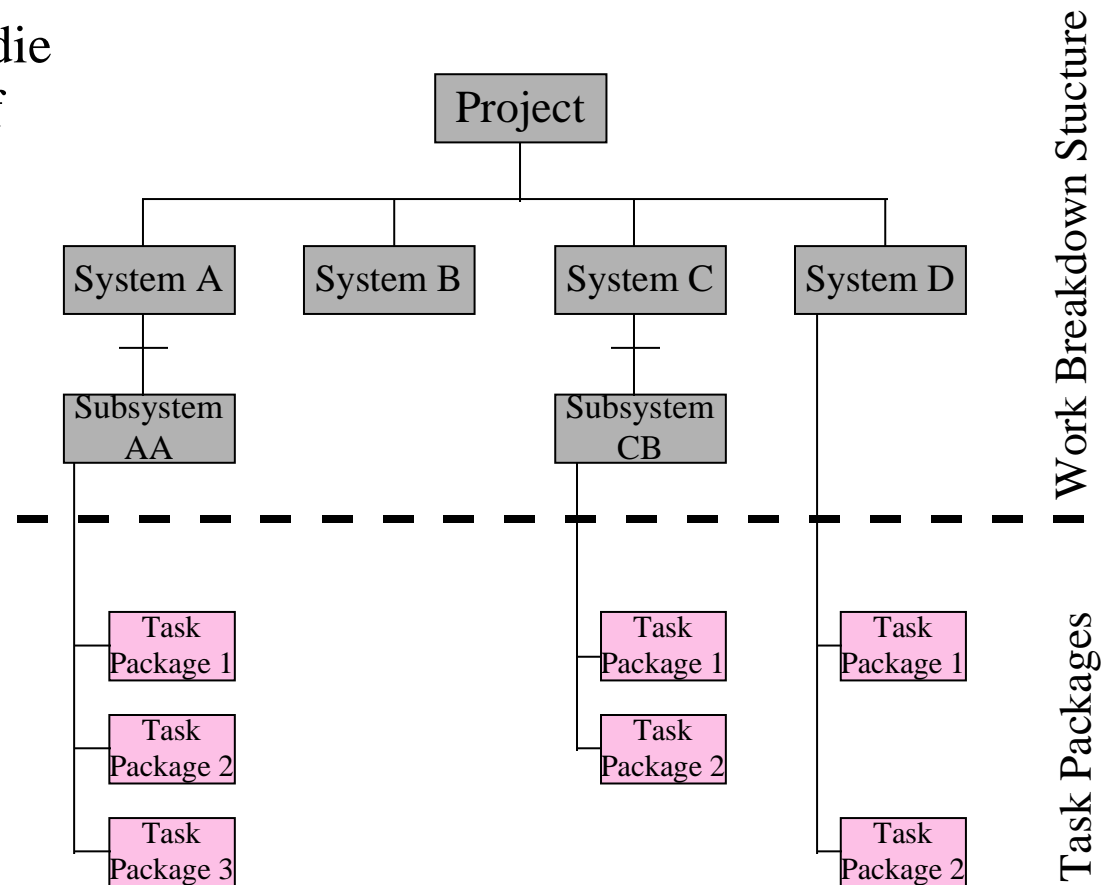 die
Project
System A
System B
System C
System D
Subsystem
AA
Subsystem
CB
Work Breakdown Stucture
Task
Package 1
Task
Package 2
Task
Package 3
Task
Package 1
Task
Package 2
Task
Package 1
Task
Package 2
Task Packages